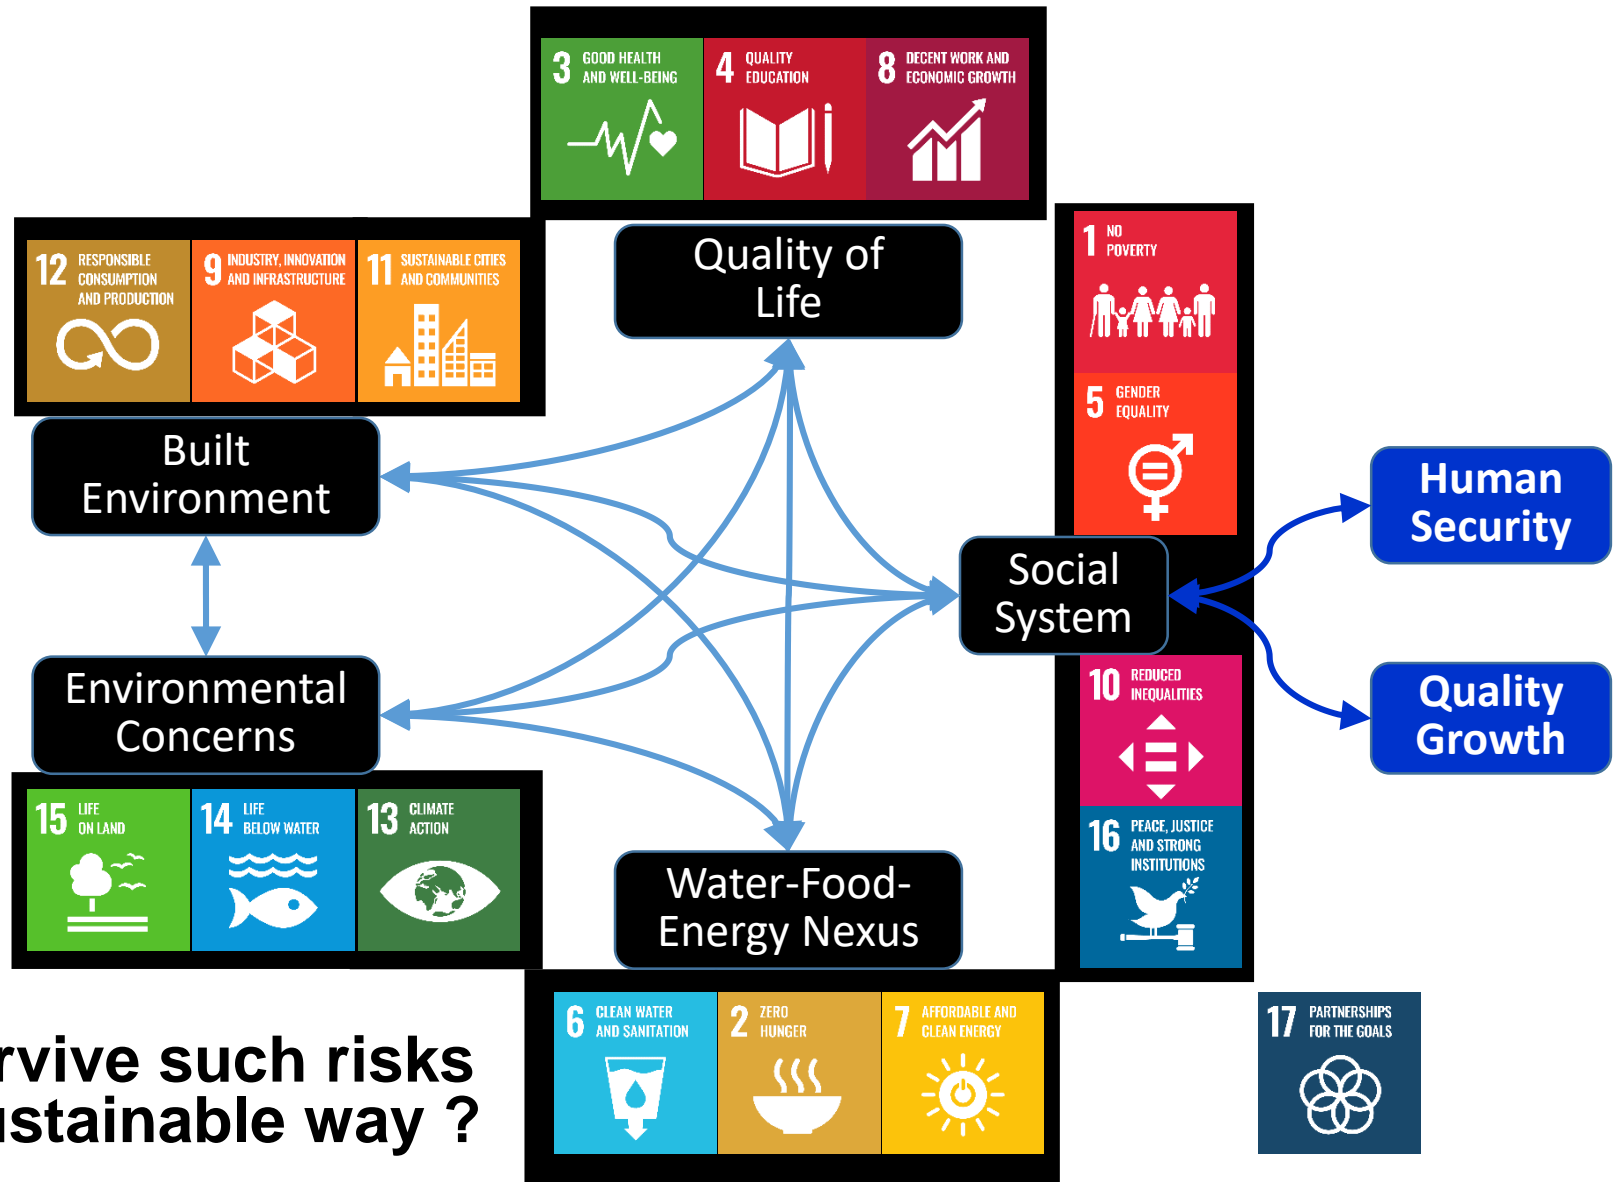 3 GOOD HEALTH
AND WELL-BEING
4 QUALITY
EDUCATION
8 DECENT WORK AND
ECONOMIC GROWTH
12 RESPONSIBLE
CONSUMPTION
AND PRODUCTION
9 INDUSTRY, INNOVATION
AND INFRASTRUCTURE
11 SUSTAINABLE CITIES
AND COMMUNITIES
Quality of
Life
1 NO
POVERTY
5 GENDER
EQUALITY
Built
Environment
Human
Security
Social
System
Environmental
Concerns
10 REDUCED
INEQUALITIES
Quality
Growth
15 LIFE
ON LAND
14 LIFE
BELOW WATER
13 CLIMATE
ACTION
16 PEACE, JUSTICE
AND STRONG
INSTITUTIONS
Water-Food-
Energy Nexus
6 CLEAN WATER
AND SANITATION
2 ZERO
HUNGER
7 AFFORDABLE AND
CLEAN ENERGY
17 PARTNERSHIPS
FOR THE GOALS
rvive such risks
ustainable way ?